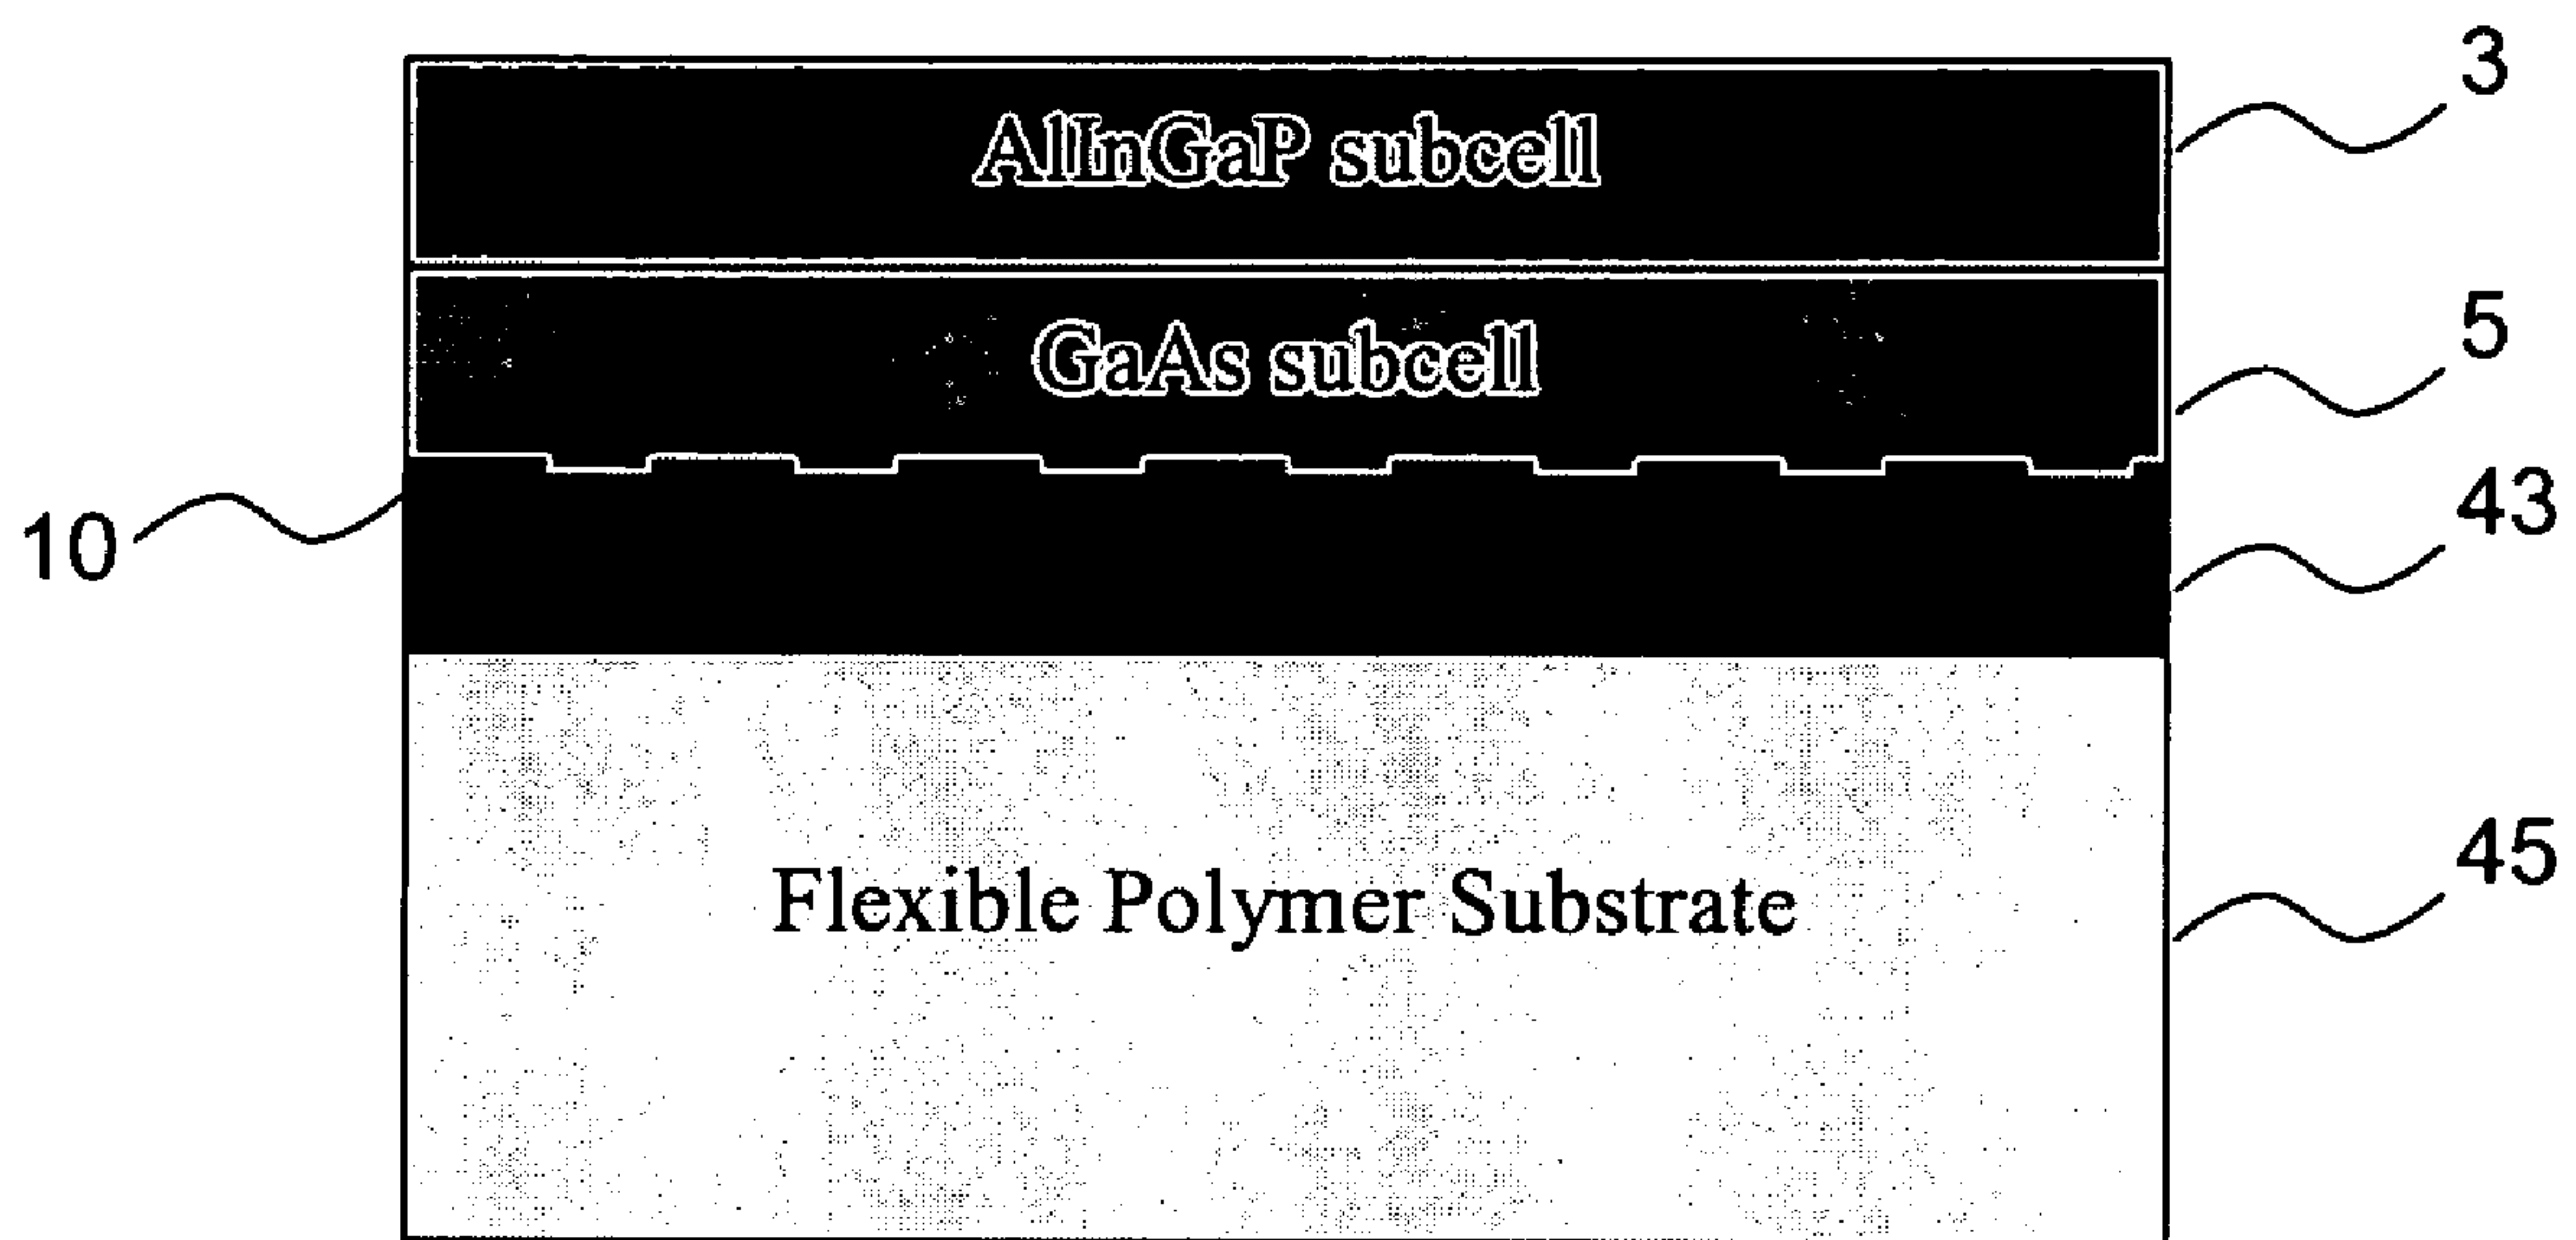 3
AlInGaP subcell
5
GaAs subcell
43
10
45
Flexible Polymer Substrate